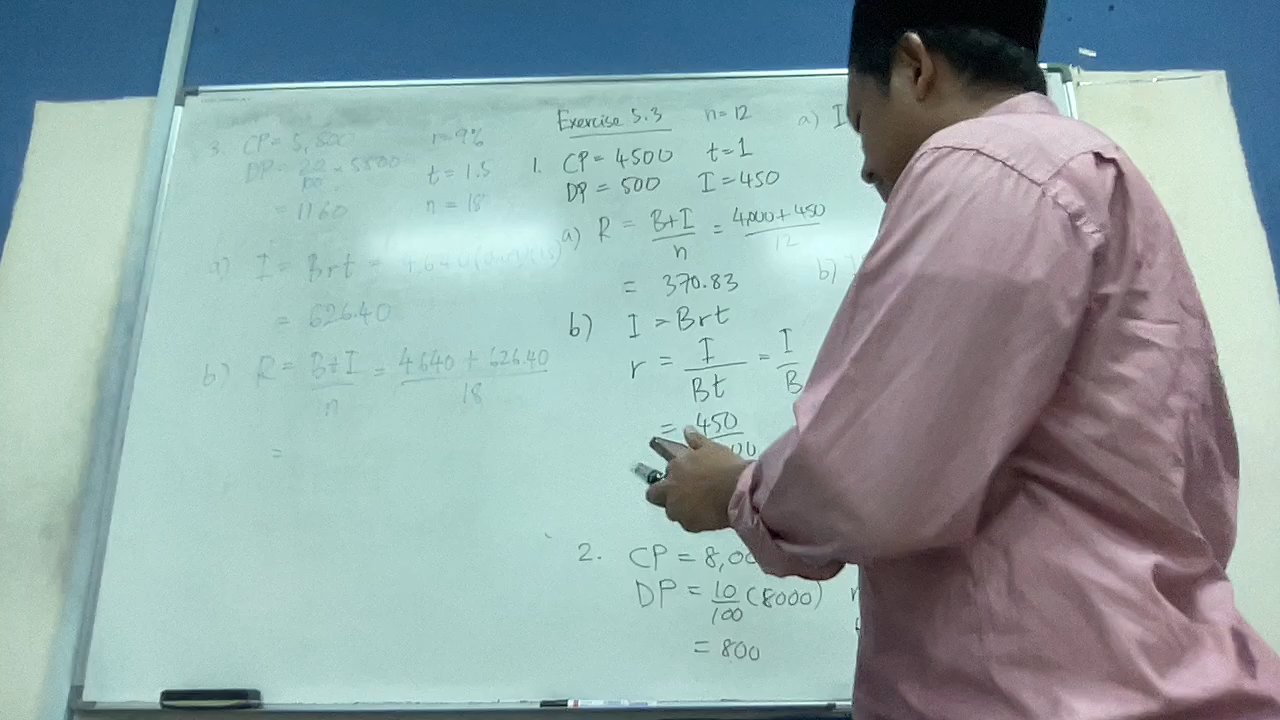 3. CP = 5,800 r = 9%
DP = 20/100 × 5800 t = 1.5
= 1160 n = 18
a) I = Brt = 4,640
= 626.40
b) R = B+I/n = 4640 + 626.40/18
=
Exercise 5.3 n = 12
1. CP = 4500 t = 1
DP = 500 I = 450
a) R = B+I/n = 4,000 + 450/12
= 370.83
b) I = Brt
r = I/Bt = I/B
= 450
2. CP = 8,00
DP = 10/100 (8000)
= 800
a) I
b)